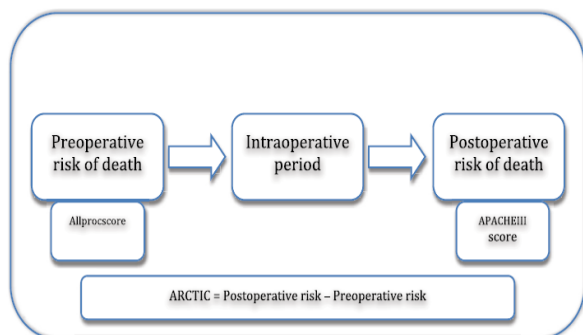 Preoperative
risk of death
Intraoperative
period
Postoperative
risk of death
Allprocscore
APACHEIII
score
ARCTIC = Postoperative risk – Preoperative risk